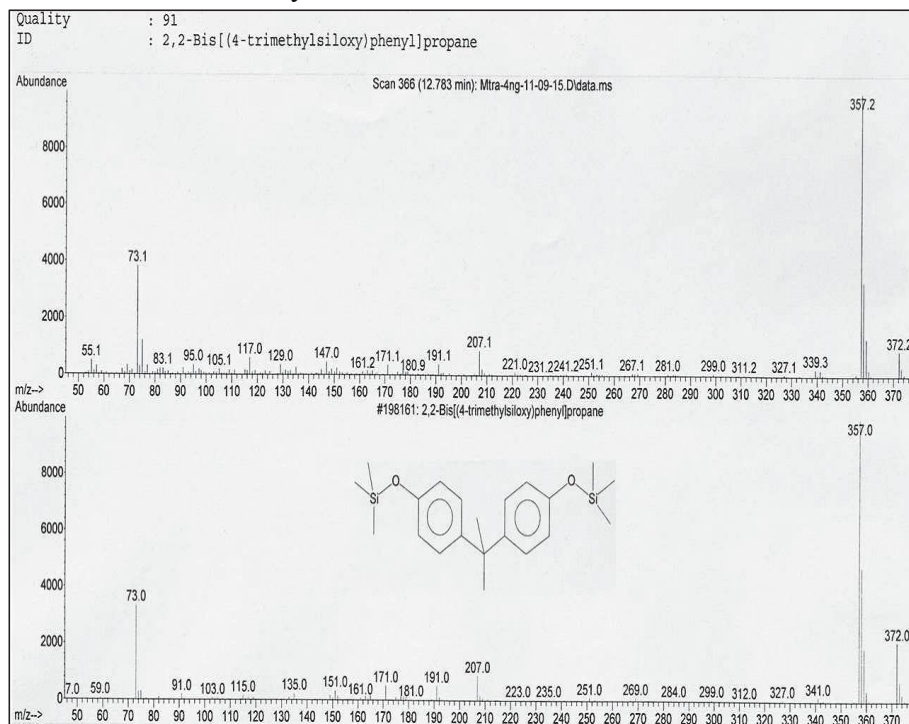 Quality : 91
ID : 2,2-Bis[(4-trimethylsiloxy)phenyl]propane
Abundance
Scan 366 (12.783 min): Mtra-4ng-11-09-15.D\data.ms
357.2
8000
6000
4000
73.1
2000
55.1 83.1 95.0 105.1 117.0 129.0 147.0 161.2 171.1 180.9 191.1 207.1 221.0 231.2 241.2 251.1 267.1 281.0 299.0 311.2 327.1 339.3 372.2
0
m/z--> 50 60 70 80 90 100 110 120 130 140 150 160 170 180 190 200 210 220 230 240 250 260 270 280 290 300 310 320 330 340 350 360 370
Abundance
#198161: 2,2-Bis[(4-trimethylsiloxy)phenyl]propane
357.0
8000
O O
Si Si
6000
4000
73.0
2000
372.0
7.0 59.0 91.0 103.0 115.0 135.0 151.0 161.0 171.0 181.0 191.0 207.0 223.0 235.0 251.0 269.0 284.0 299.0 312.0 327.0 341.0
0
m/z--> 50 60 70 80 90 100 110 120 130 140 150 160 170 180 190 200 210 220 230 240 250 260 270 280 290 300 310 320 330 340 350 360 370